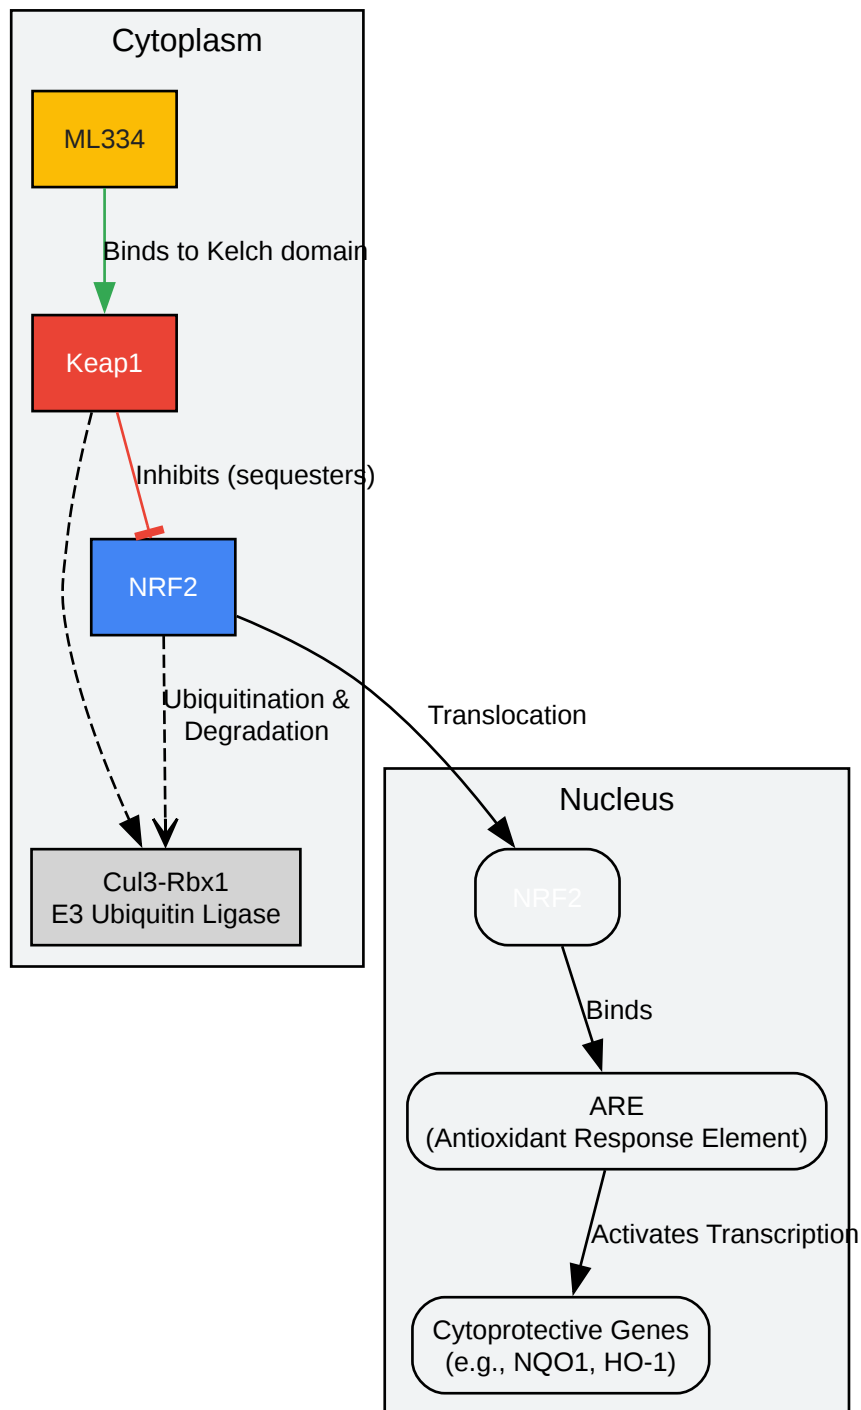 Cytoplasm
ML334
Binds to Kelch domain
Keap1
Inhibits (sequesters)
NRF2
Ubiquitination &
Degradation
Translocation
Cul3-Rbx1
E3 Ubiquitin Ligase
Nucleus
NRF2
Binds
ARE
(Antioxidant Response Element)
Activates Transcription
Cytoprotective Genes
(e.g., NQO1, HO-1)